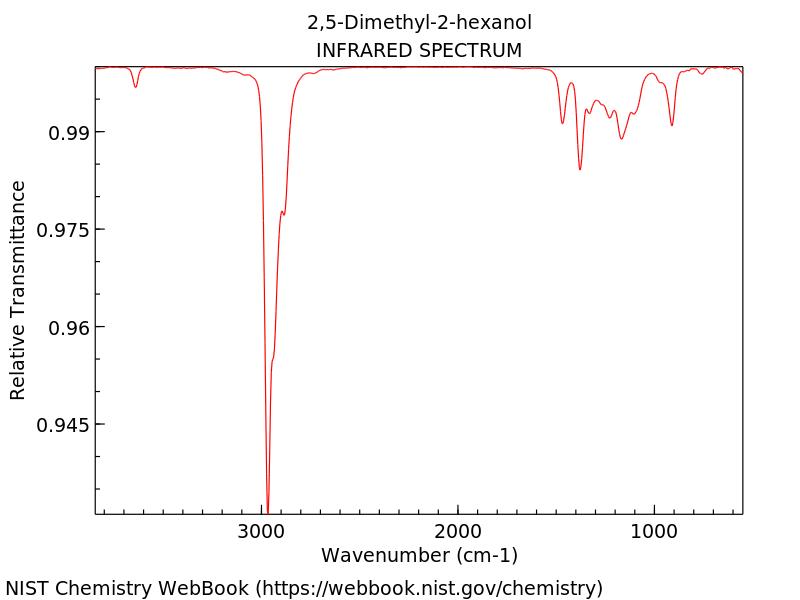 2,5-Dimethyl-2-hexanol
INFRARED SPECTRUM
0.99
0.975
0.96
0.945
Relative Transmittance
3000
2000
1000
Wavenumber (cm-1)
NIST Chemistry WebBook (https://webbook.nist.gov/chemistry)